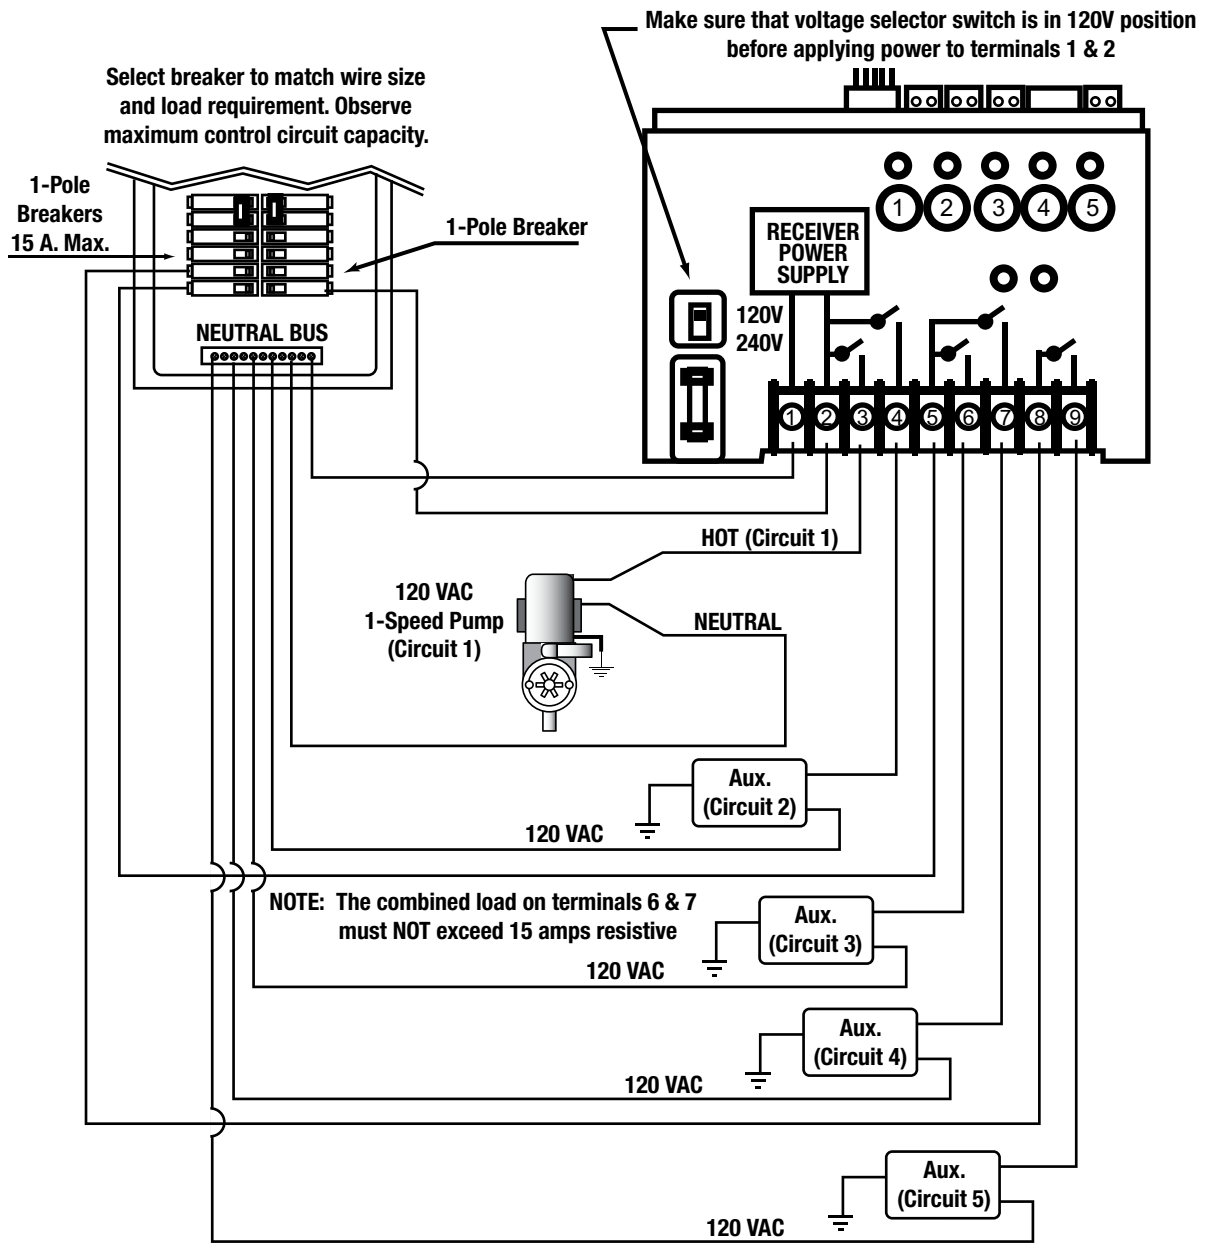 Make sure that voltage selector switch is in 120V position
before applying power to terminals 1 & 2
Select breaker to match wire size
and load requirement. Observe
maximum control circuit capacity.
1-Pole
Breakers
15 A. Max.
1-Pole Breaker
NEUTRAL BUS
1 2 3 4 5
RECEIVER
POWER
SUPPLY
120V
240V
1 2 3 4 5 6 7 8 9
HOT (Circuit 1)
120 VAC
1-Speed Pump
(Circuit 1)
NEUTRAL
Aux.
(Circuit 2)
120 VAC
NOTE: The combined load on terminals 6 & 7
must NOT exceed 15 amps resistive
Aux.
(Circuit 3)
120 VAC
Aux.
(Circuit 4)
120 VAC
Aux.
(Circuit 5)
120 VAC